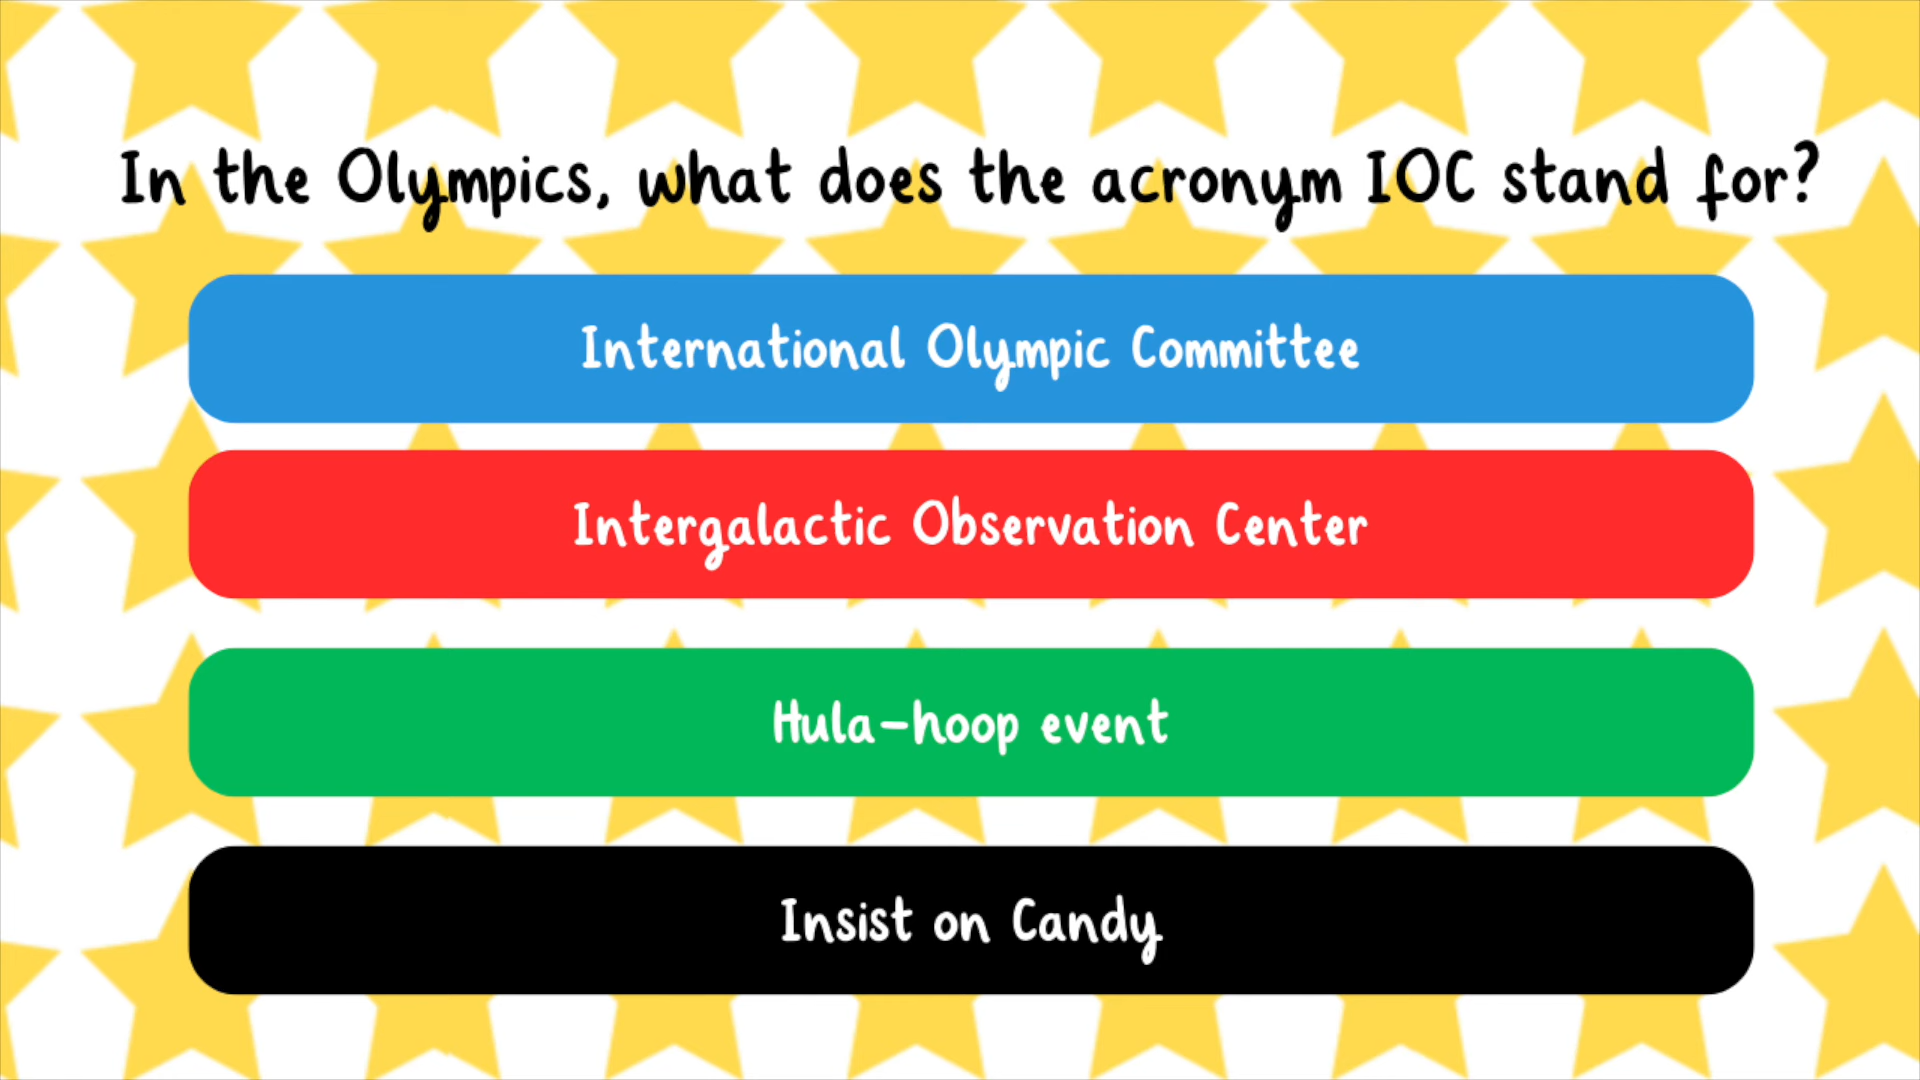 In the Olympics, what does the acronym IOC stand for?
International Olympic Committee
Intergalactic Observation Center
Hula-hoop event
Insist on Candy